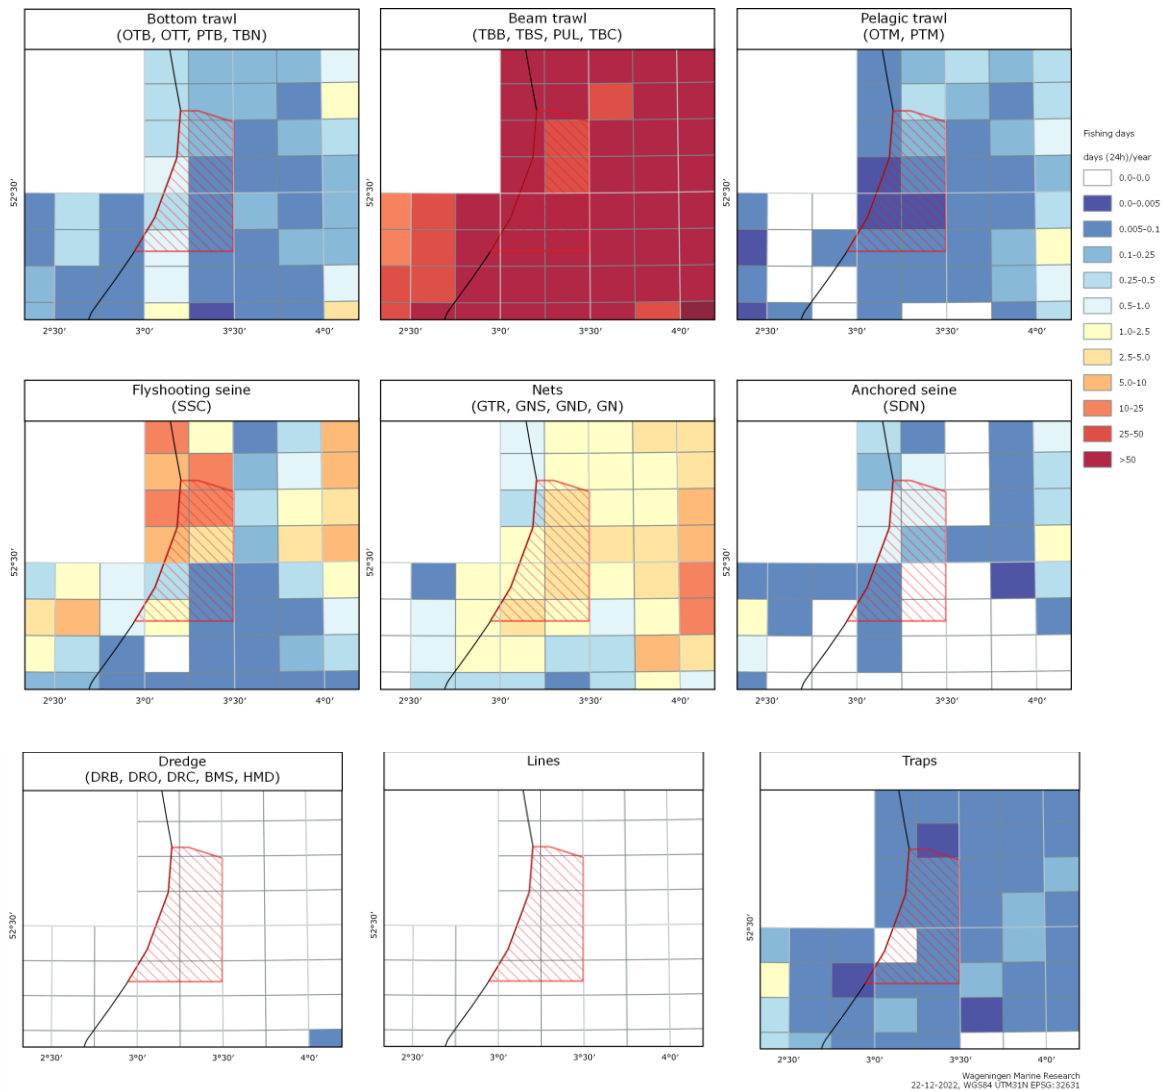 Bottom trawl
(OTB, OTT, PTB, TBN)
Beam trawl
(TBB, TBS, PUL, TBC)
Pelagic trawl
(OTM, PTM)
52°30'
52°30'
52°30'
2°30'
3°0'
3°30'
4°0'
2°30'
3°0'
3°30'
4°0'
2°30'
3°0'
3°30'
4°0'
Fishing days
days (24h)/year
0.0-0.0
0.0-0.005
0.005-0.1
0.1-0.25
0.25-0.5
0.5-1.0
1.0-2.5
2.5-5.0
5.0-10
10-25
25-50
>50
Flyshooting seine
(SSC)
Nets
(GTR, GNS, GND, GN)
Anchored seine
(SDN)
52°30'
52°30'
52°30'
2°30'
3°0'
3°30'
4°0'
2°30'
3°0'
3°30'
4°0'
2°30'
3°0'
3°30'
4°0'
Dredge
(DRB, DRO, DRC, BMS, HMD)
Lines
Traps
52°30'
52°30'
52°30'
2°30'
3°0'
3°30'
4°0'
2°30'
3°0'
3°30'
4°0'
2°30'
3°0'
3°30'
4°0'
Wageningen Marine Research
22-12-2022, WGS84 UTM31N EPSG:32631